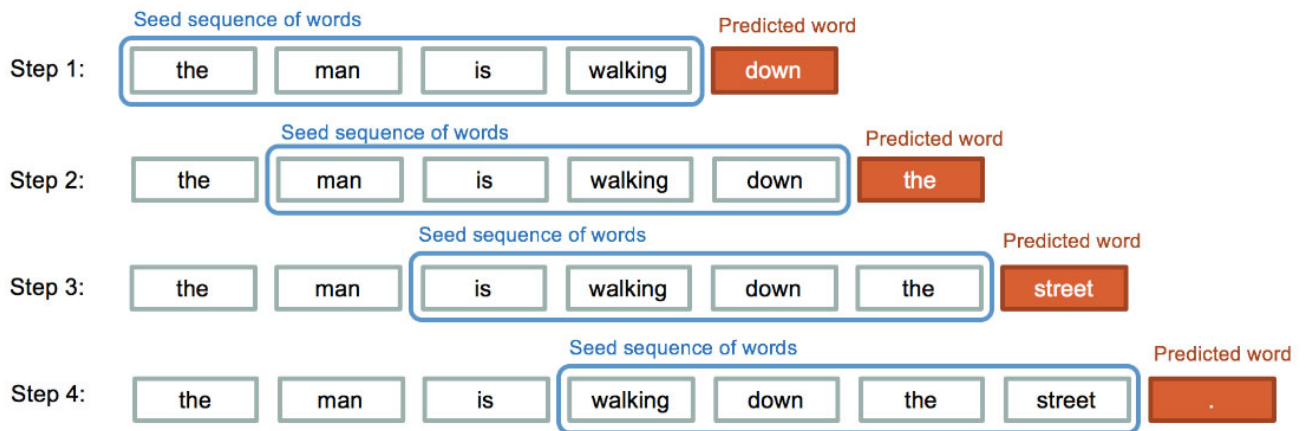 Seed sequence of words Predicted word
Step 1: the man is walking down
Seed sequence of words Predicted word
Step 2: the man is walking down the
Seed sequence of words Predicted word
Step 3: the man is walking down the street
Seed sequence of words Predicted word
Step 4: the man is walking down the street .